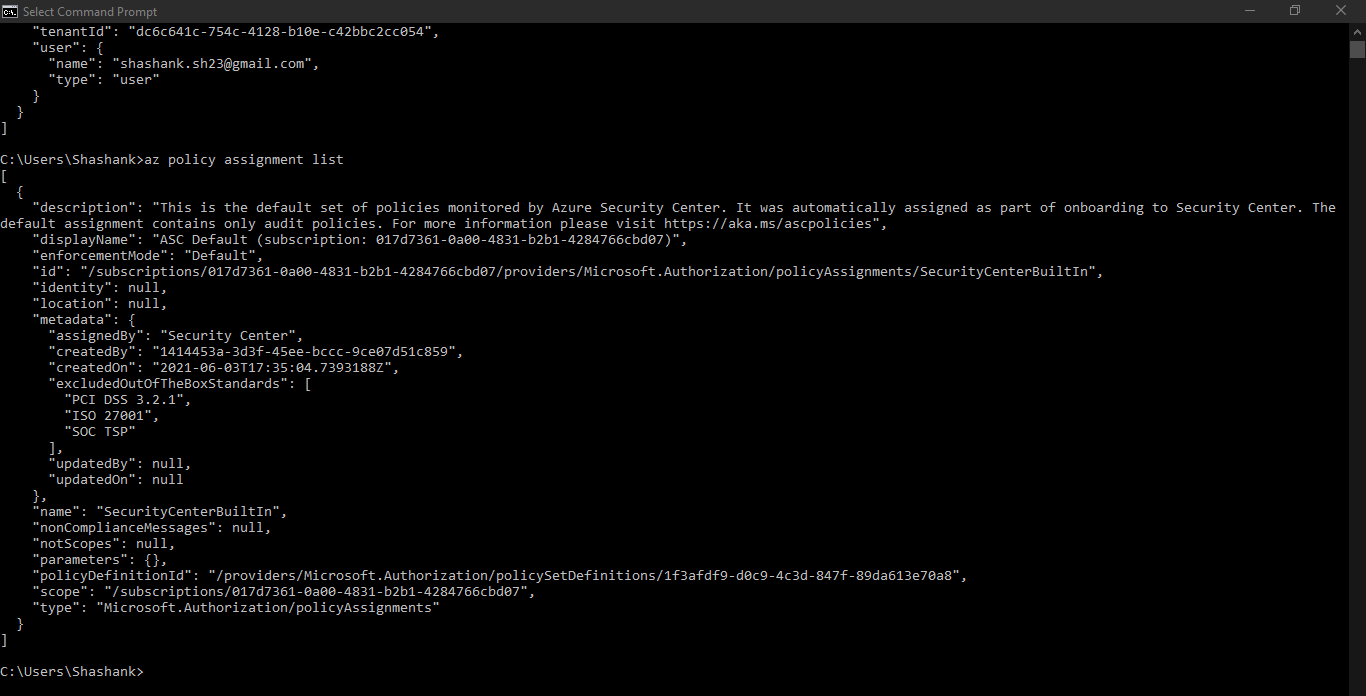 Select Command Prompt
    "tenantId": "dc6c641c-754c-4128-b10e-c42bbc2cc054",
    "user": {
      "name": "shashank.sh23@gmail.com",
      "type": "user"
    }
  }
]
C:\Users\Shashank>az policy assignment list
[
  {
    "description": "This is the default set of policies monitored by Azure Security Center. It was automatically assigned as part of onboarding to Security Center. The
default assignment contains only audit policies. For more information please visit https://aka.ms/ascpolicies",
    "displayName": "ASC Default (subscription: 017d7361-0a00-4831-b2b1-4284766cbd07)",
    "enforcementMode": "Default",
    "id": "/subscriptions/017d7361-0a00-4831-b2b1-4284766cbd07/providers/Microsoft.Authorization/policyAssignments/SecurityCenterBuiltIn",
    "identity": null,
    "location": null,
    "metadata": {
      "assignedBy": "Security Center",
      "createdBy": "1414453a-3d3f-45ee-bccc-9ce07d51c859",
      "createdOn": "2021-06-03T17:35:04.7393188Z",
      "excludedOutOfTheBoxStandards": [
        "PCI DSS 3.2.1",
        "ISO 27001",
        "SOC TSP"
      ],
      "updatedBy": null,
      "updatedOn": null
    },
    "name": "SecurityCenterBuiltIn",
    "nonComplianceMessages": null,
    "notScopes": null,
    "parameters": {},
    "policyDefinitionId": "/providers/Microsoft.Authorization/policySetDefinitions/1f3afdf9-d0c9-4c3d-847f-89da613e70a8",
    "scope": "/subscriptions/017d7361-0a00-4831-b2b1-4284766cbd07",
    "type": "Microsoft.Authorization/policyAssignments"
  }
]
C:\Users\Shashank>